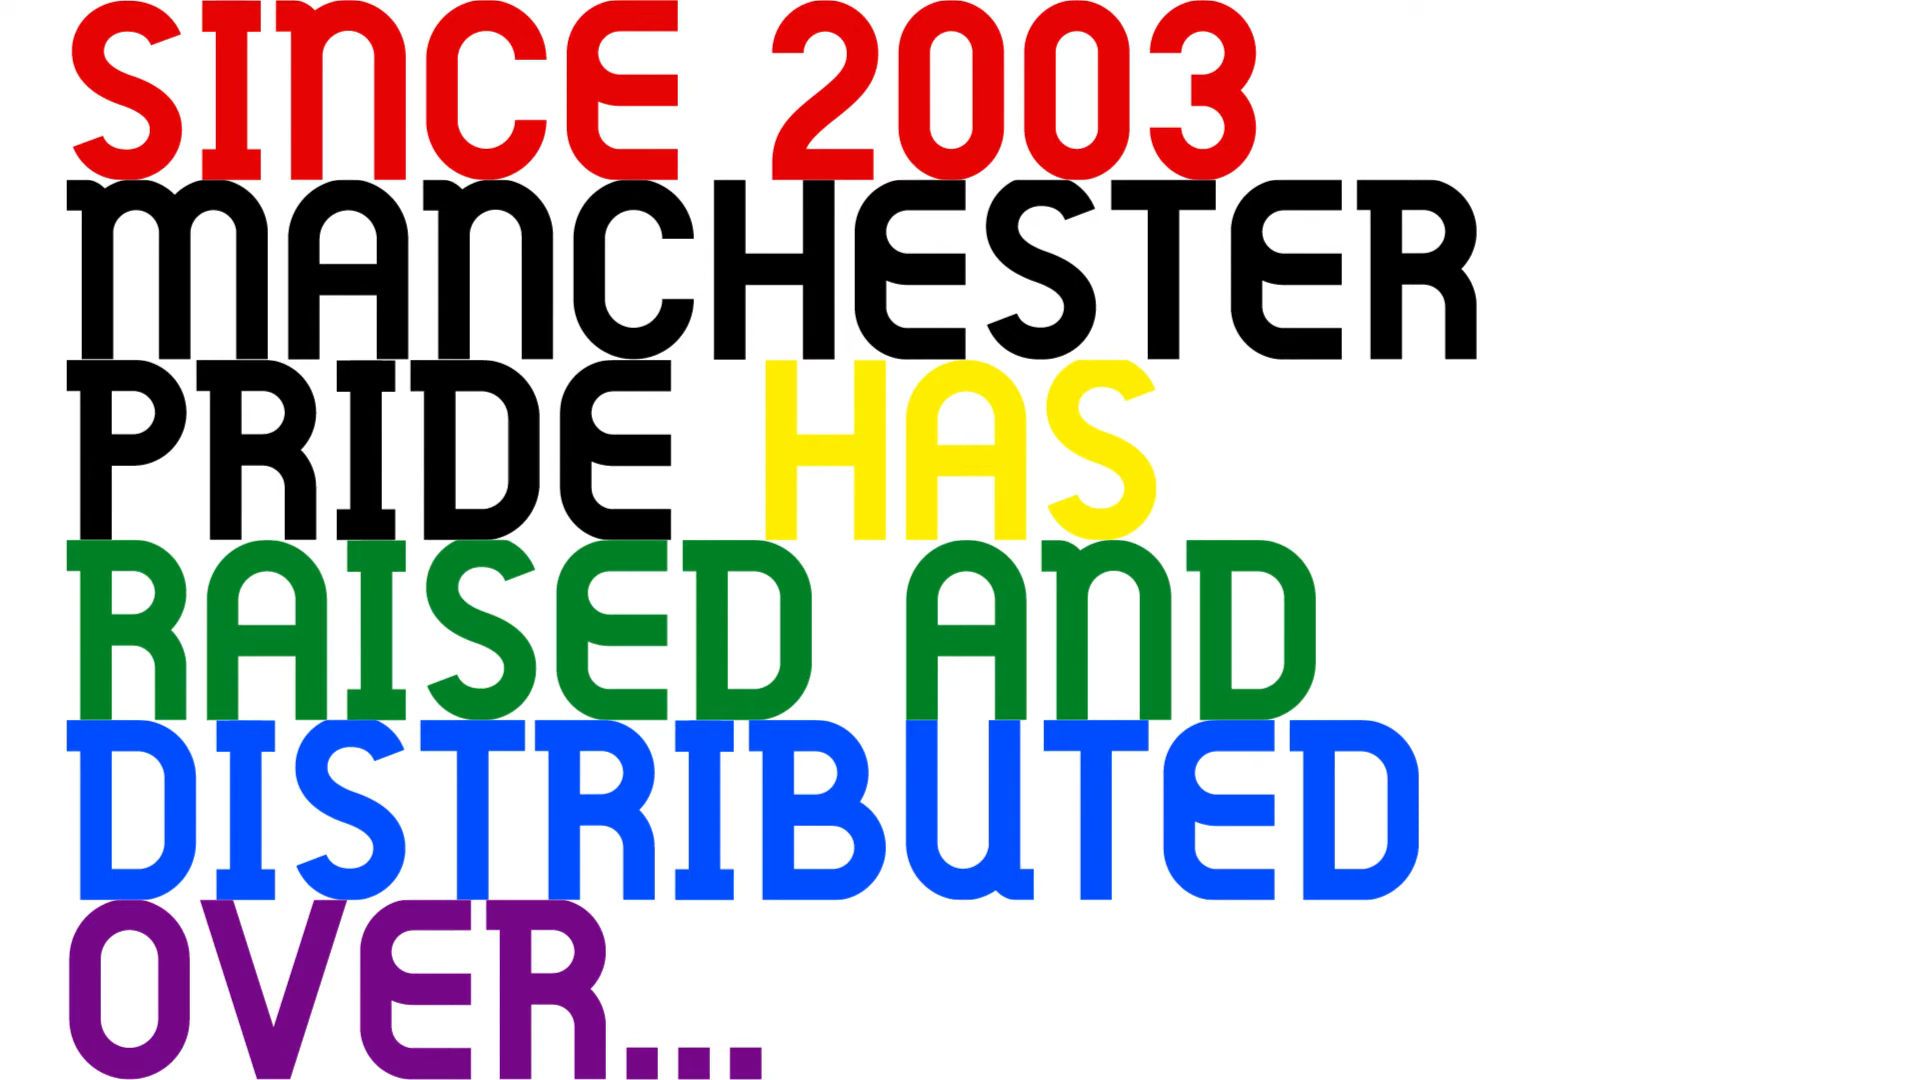 SINCE 2003
MANCHESTER
PRIDE HAS
RAISED AND
DISTRIBUTED
OVER...